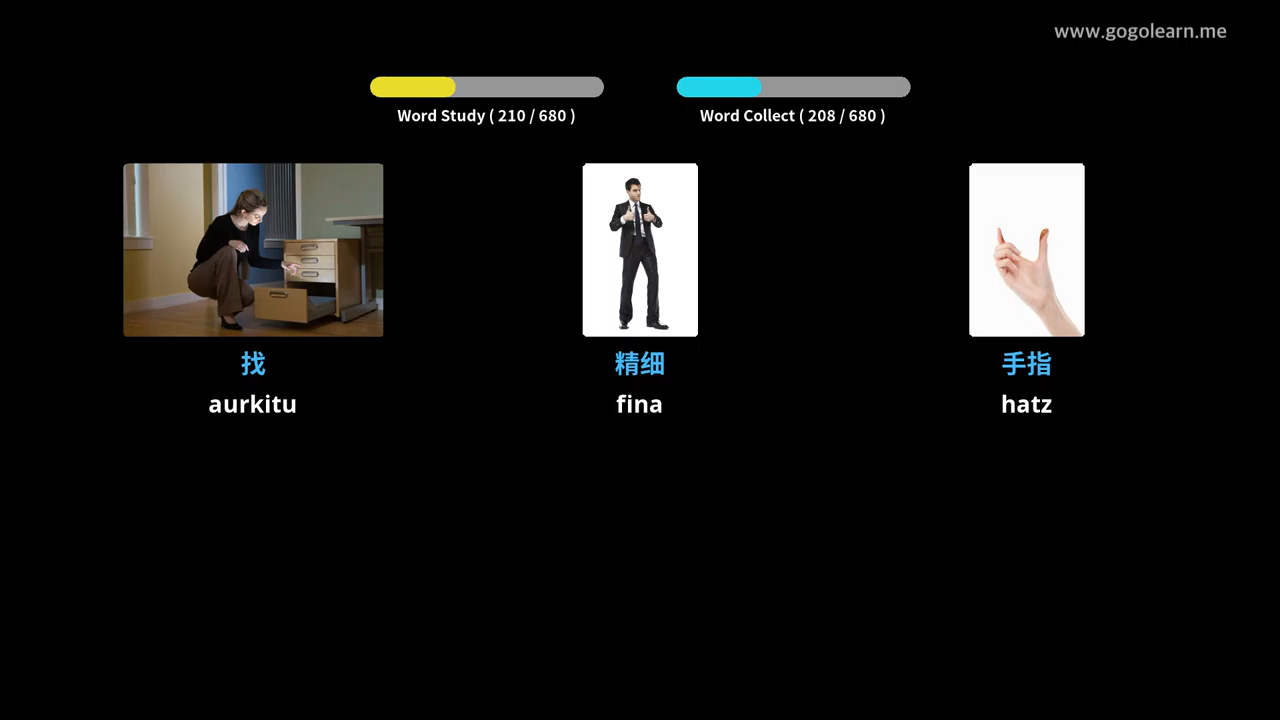 www.gogolearn.me
Word Study ( 210 / 680 )
Word Collect ( 208 / 680 )
找
aurkitu
精细
fina
手指
hatz